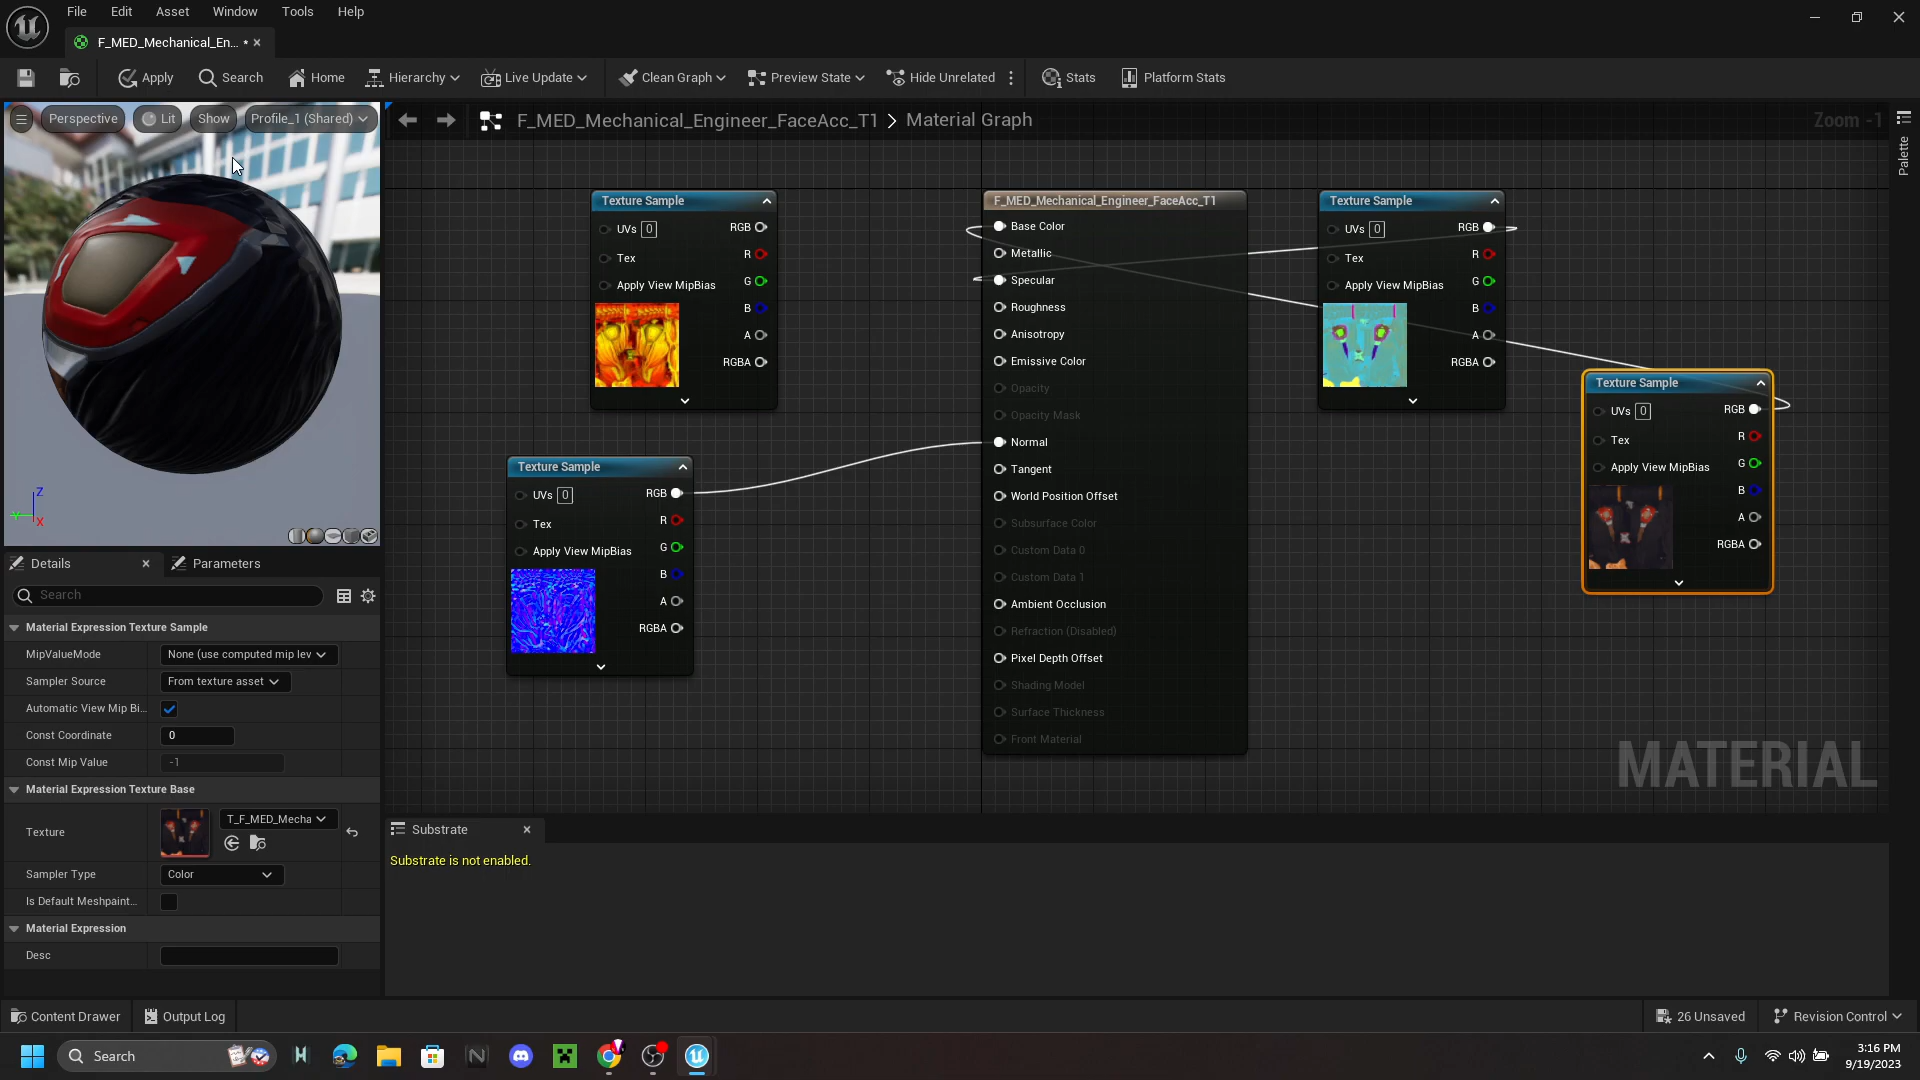 File Edit Asset Window Tools Help
F_MED_Mechanical_En... •
Apply Search Home Hierarchy Live Update Clean Graph Preview State Hide Unrelated Stats Platform Stats
Perspective Lit Show Profile_1 (Shared)
F_MED_Mechanical_Engineer_FaceAcc_T1 > Material Graph
Zoom -1
Palette
Texture Sample
UVs 0 RGB
R
Tex
G
Apply View MipBias
B
A
RGBA
Texture Sample
UVs 0 RGB
R
Tex
G
Apply View MipBias
B
A
RGBA
F_MED_Mechanical_Engineer_FaceAcc_T1
Base Color
Metallic
Specular
Roughness
Anisotropy
Emissive Color
Opacity
Opacity Mask
Normal
Tangent
World Position Offset
Subsurface Color
Custom Data 0
Custom Data 1
Ambient Occlusion
Refraction (Disabled)
Pixel Depth Offset
Shading Model
Surface Thickness
Front Material
Texture Sample
UVs 0 RGB
R
Tex
G
Apply View MipBias
B
A
RGBA
Texture Sample
UVs 0 RGB
R
Tex
G
Apply View MipBias
B
A
RGBA
MATERIAL
Z
Y
X
Details Parameters
Search
Material Expression Texture Sample
MipValueMode None (use computed mip lev
Sampler Source From texture asset
Automatic View Mip Bi...
Const Coordinate 0
Const Mip Value -1
Material Expression Texture Base
Texture T_F_MED_Mecha
Sampler Type Color
Is Default Meshpaint...
Material Expression
Desc
Substrate
Substrate is not enabled.
Content Drawer Output Log 26 Unsaved Revision Control
Search
3:16 PM
9/19/2023